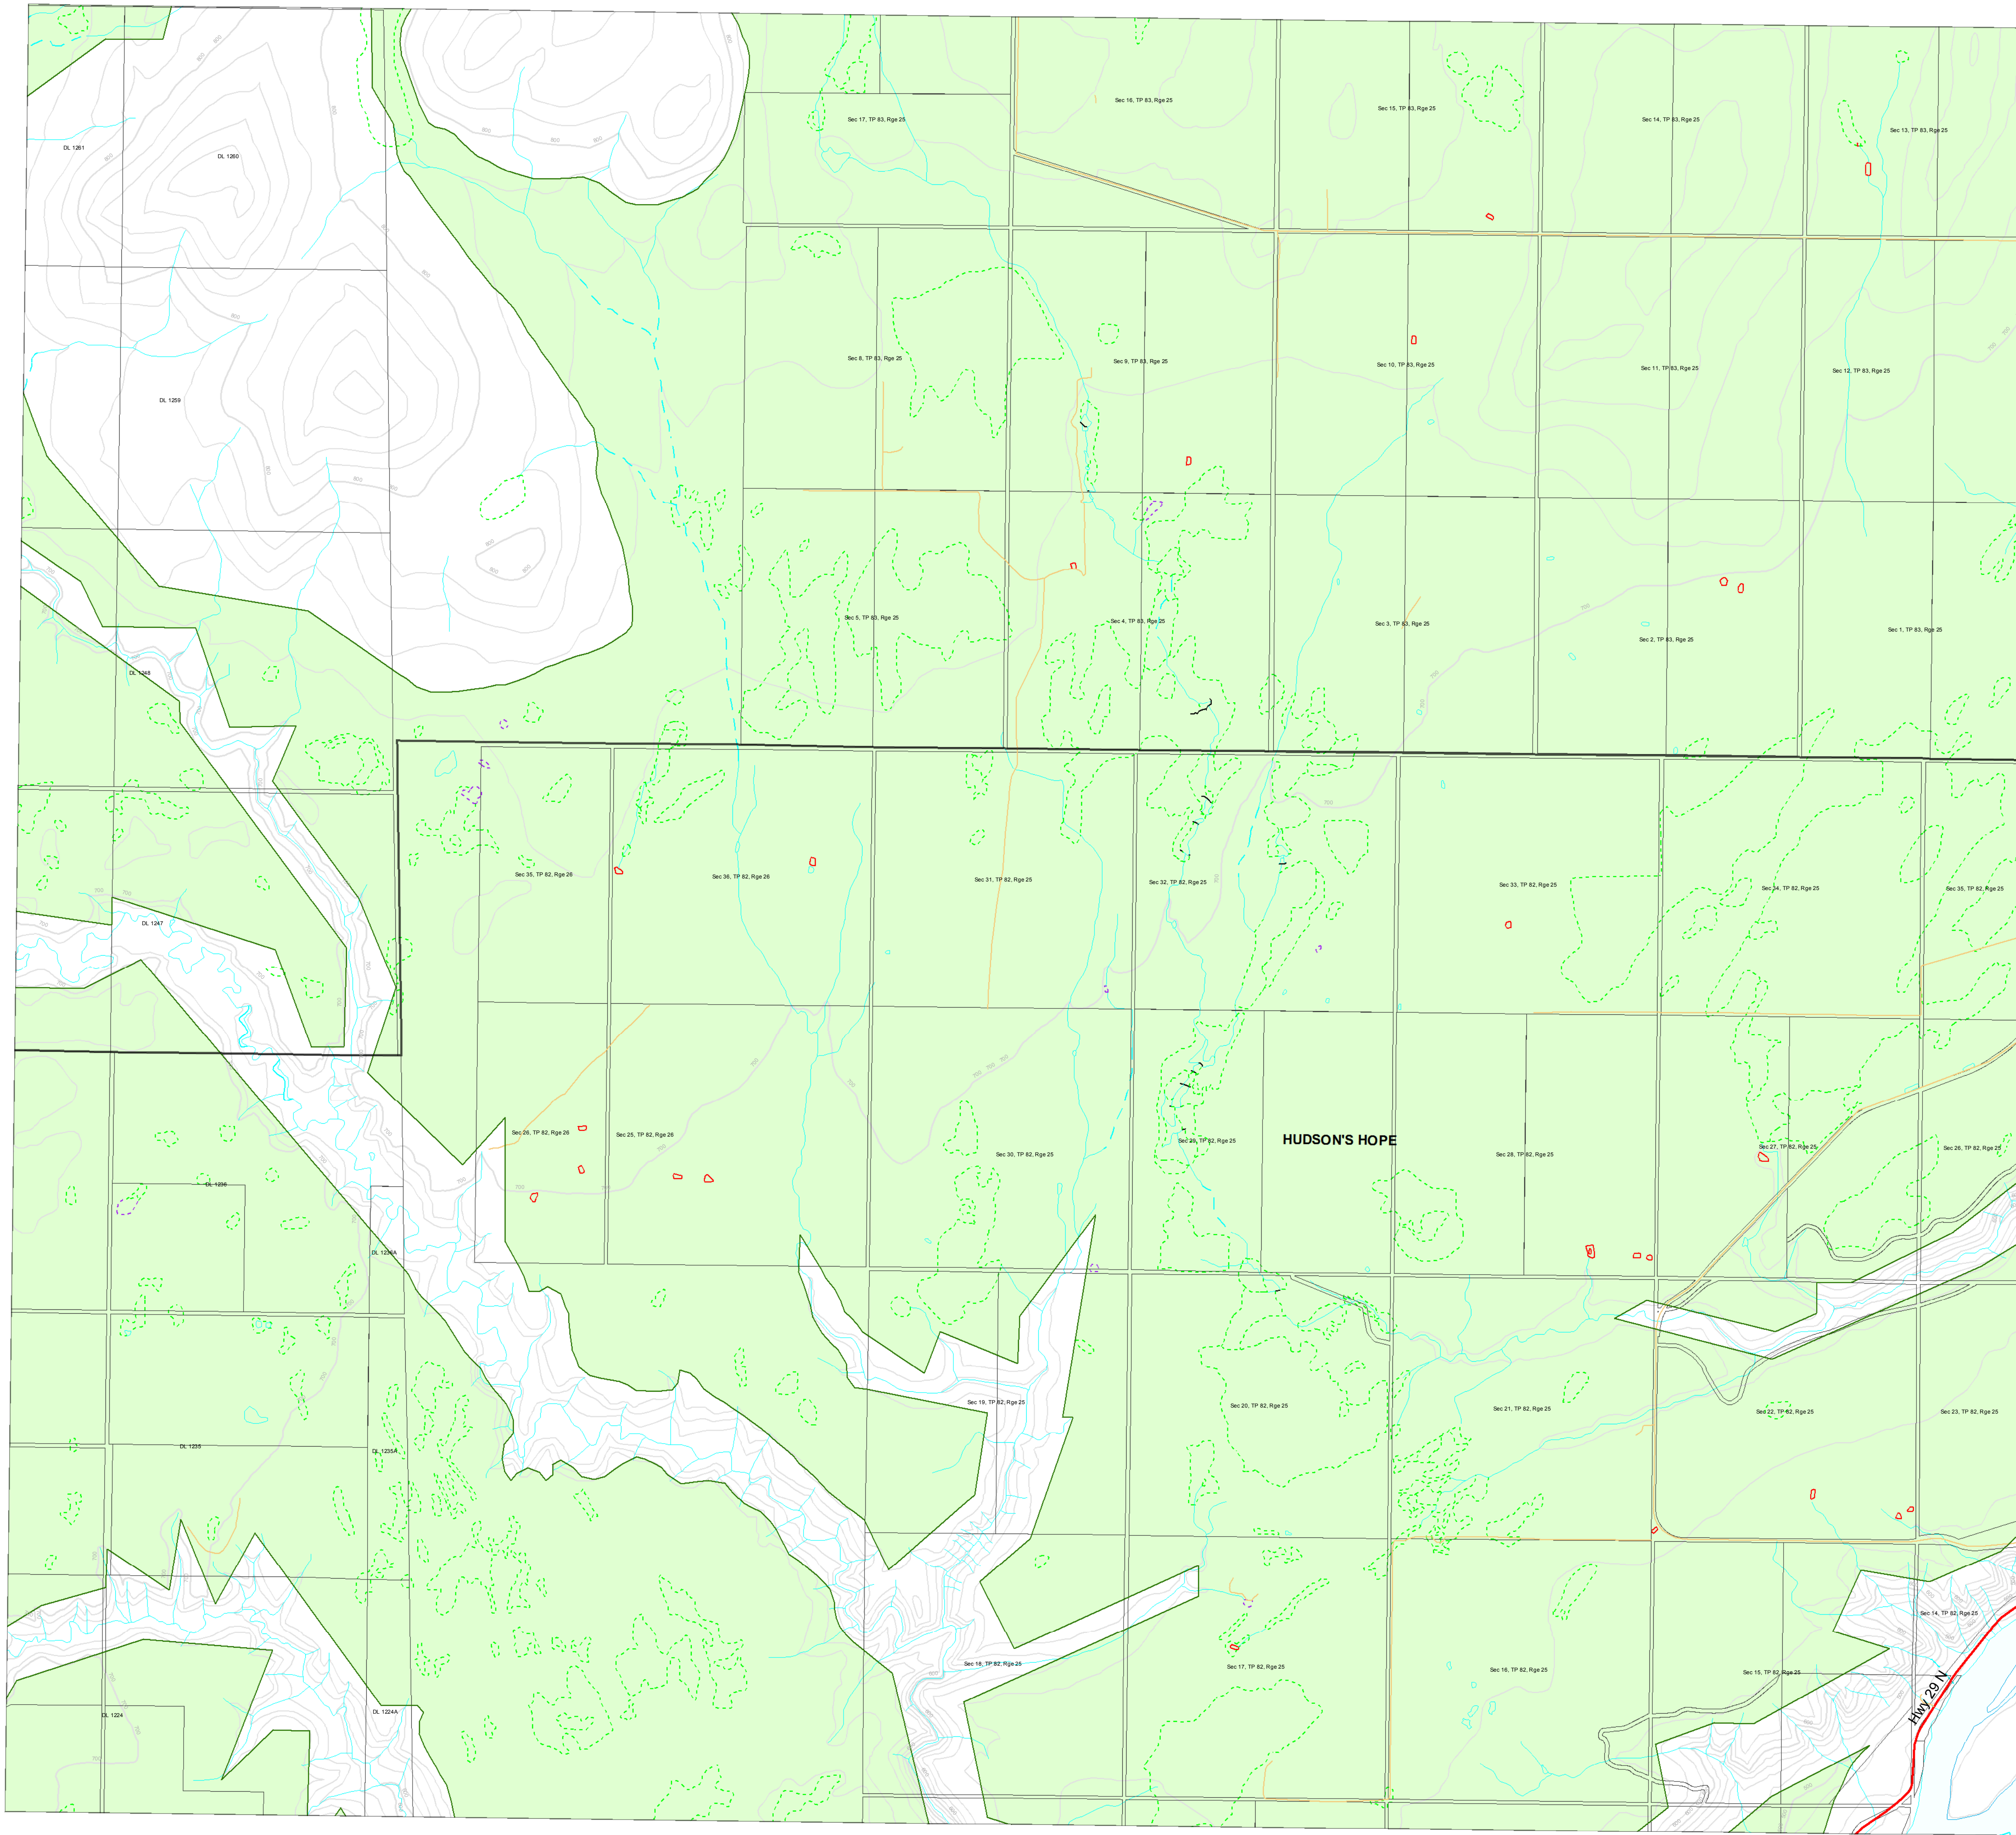 Sec 16, TP 83, Rge 25
Sec 15, TP 83, Rge 25
Sec 17, TP 83, Rge 25
Sec 14, TP 83, Rge 25
Sec 13, TP 83, Rge 25
DL 1261
DL 1260
Sec 8, TP 83, Rge 25
Sec 9, TP 83, Rge 25
Sec 10, TP 83, Rge 25
Sec 11, TP 83, Rge 25
Sec 12, TP 83, Rge 25
DL 1259
Sec 5, TP 83, Rge 25
Sec 4, TP 83, Rge 25
Sec 3, TP 83, Rge 25
Sec 2, TP 83, Rge 25
Sec 1, TP 83, Rge 25
DL 1248
Sec 35, TP 82, Rge 26
Sec 36, TP 82, Rge 26
Sec 31, TP 82, Rge 25
Sec 32, TP 82, Rge 25
Sec 33, TP 82, Rge 25
Sec 34, TP 82, Rge 25
Sec 35, TP 82, Rge 25
DL 1247
Sec 26, TP 82, Rge 26
Sec 25, TP 82, Rge 26
Sec 30, TP 82, Rge 25
Sec 29, TP 82, Rge 25
HUDSON'S HOPE
Sec 28, TP 82, Rge 25
Sec 27, TP 82, Rge 25
Sec 26, TP 82, Rge 25
DL 1236
DL 1236A
Sec 19, TP 82, Rge 25
Sec 20, TP 82, Rge 25
Sec 21, TP 82, Rge 25
Sec 22, TP 82, Rge 25
Sec 23, TP 82, Rge 25
DL 1235
DL 1235A
Sec 14, TP 82, Rge 25
Sec 18, TP 82, Rge 25
Sec 17, TP 82, Rge 25
Sec 16, TP 82, Rge 25
Sec 15, TP 82, Rge 25
Hwy 29 N
DL 1224
DL 1224A